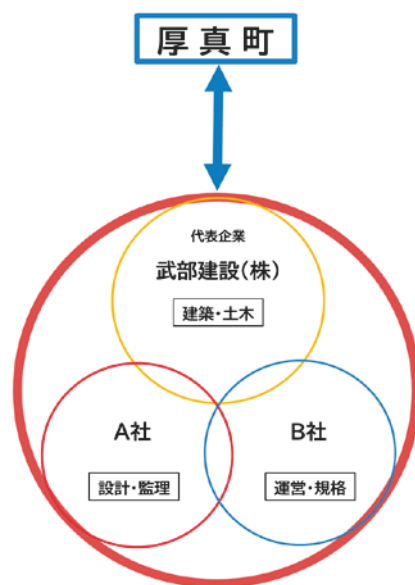 厚真町
代表企業
武部建設(株)
建築・土木
A社
B社
設計・監理
運営・規格